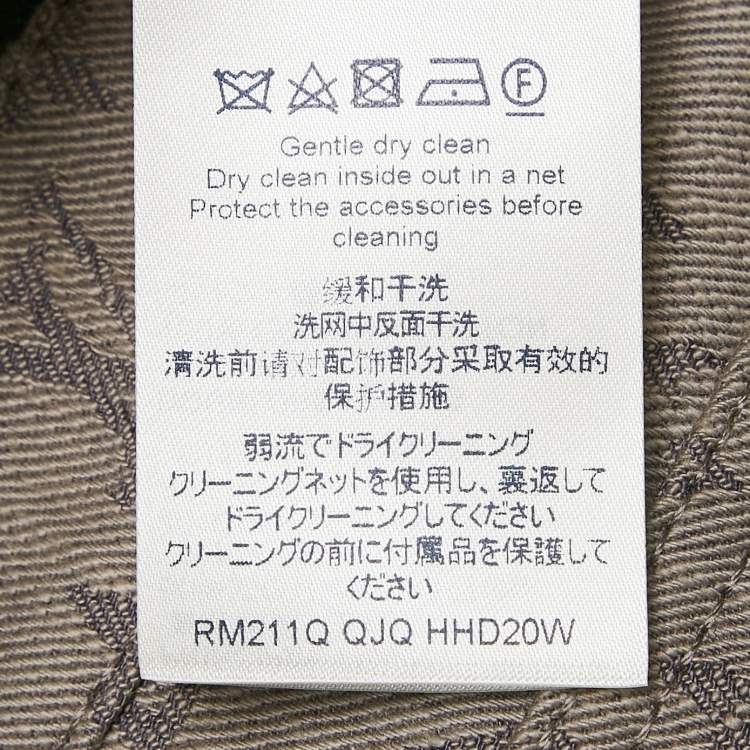 F
Gentle dry clean
Dry clean inside out in a net
Protect the accessories before
cleaning
缓和干洗
洗网中反面干洗
清洗前请对配饰部分采取有效的
保护措施
弱流でドライクリーニング
クリーニングネットを使用し、裏返して
ドライクリーニングしてください
クリーニングの前に付属品を保護して
ください
RM211Q QJQ HHD20W